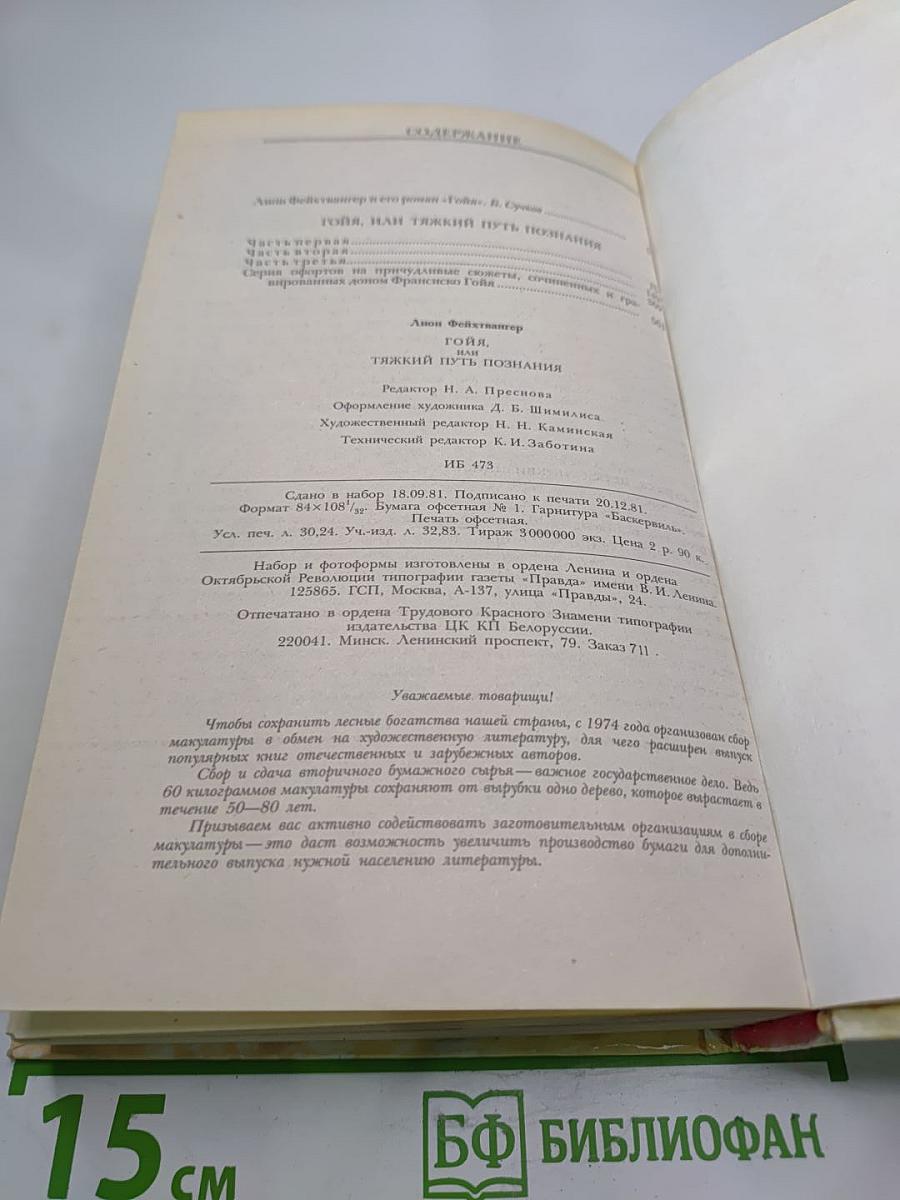 СОДЕРЖАНИЕ
Лион Фейхтвангер и его роман «Гойя». Б. Сучков
ГОЙЯ, ИЛИ ТЯЖКИЙ ПУТЬ ПОЗНАНИЯ
Часть первая
Часть вторая
Часть третья
Серия офортов на причудливые сюжеты, сочиненных и гра-
вированных доном Франсиско Гойя
Лион Фейхтвангер
ГОЙЯ,
ИЛИ
ТЯЖКИЙ ПУТЬ ПОЗНАНИЯ
Редактор Н. А. Преснова
Оформление художника Д. Б. Шимилиса
Художественный редактор Н. Н. Каминская
Технический редактор К. И. Заботина
ИБ 473
Сдано в набор 18.09.81. Подписано к печати 20.12.81.
Формат 84×108 1/32. Бумага офсетная № 1. Гарнитура «Баскервиль».
Печать офсетная.
Усл. печ. л. 30,24. Уч.-изд. л. 32,83. Тираж 3 000 000 экз. Цена 2 р. 90 к.
Набор и фотоформы изготовлены в ордена Ленина и ордена
Октябрьской Революции типографии газеты «Правда» имени В. И. Ленина.
125865. ГСП, Москва, А-137, улица «Правды», 24.
Отпечатано в ордена Трудового Красного Знамени типографии
издательства ЦК КП Белоруссии.
220041. Минск. Ленинский проспект, 79. Заказ 711.
Уважаемые товарищи!
Чтобы сохранить лесные богатства нашей страны, с 1974 года организован сбор
макулатуры в обмен на художественную литературу, для чего расширен выпуск
популярных книг отечественных и зарубежных авторов.
Сбор и сдача вторичного бумажного сырья — важное государственное дело. Ведь
60 килограммов макулатуры сохраняют от вырубки одно дерево, которое вырастает в
течение 50—80 лет.
Призываем вас активно содействовать заготовительным организациям в сборе
макулатуры — это даст возможность увеличить производство бумаги для дополни-
тельного выпуска нужной населению литературы.
15 см
БФ БИБЛИОФАН